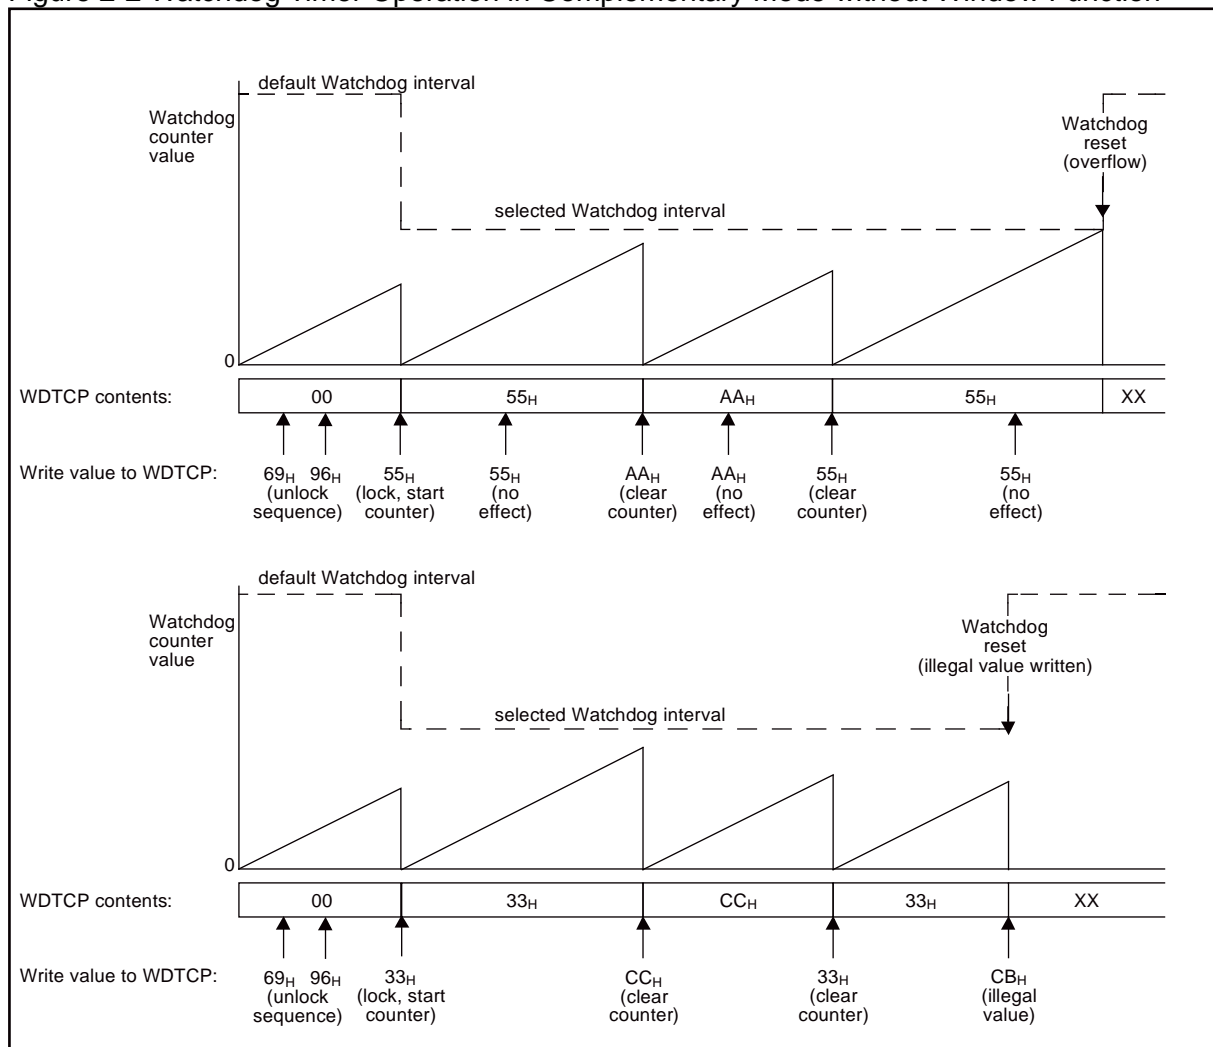 Figure 2-2 Watchdog Timer Operation in Complementary Mode without Window Function
default Watchdog interval
Watchdog
counter
value
Watchdog
reset
(overflow)
selected Watchdog interval
0
WDTCP contents: 00 55H AAH 55H XX
Write value to WDTCP:
69H 96H
(unlock
sequence)
55H
(lock, start
counter)
55H
(no
effect)
AAH
(clear
counter)
AAH
(no
effect)
55H
(clear
counter)
55H
(no
effect)
default Watchdog interval
Watchdog
counter
value
Watchdog
reset
(illegal value written)
selected Watchdog interval
0
WDTCP contents: 00 33H CCH 33H XX
Write value to WDTCP:
69H 96H
(unlock
sequence)
33H
(lock, start
counter)
CCH
(clear
counter)
33H
(clear
counter)
CBH
(illegal
value)